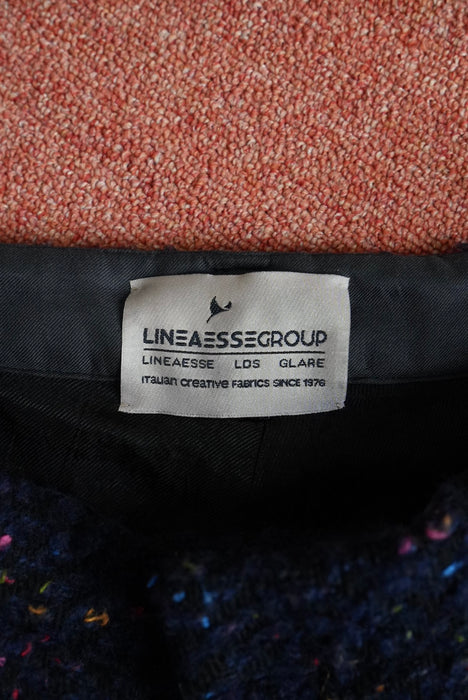 LINEAESSEGROUP
LINEAESSE LDS GLARE
ITALIAN CREATIVE FABRICS SINCE 1976